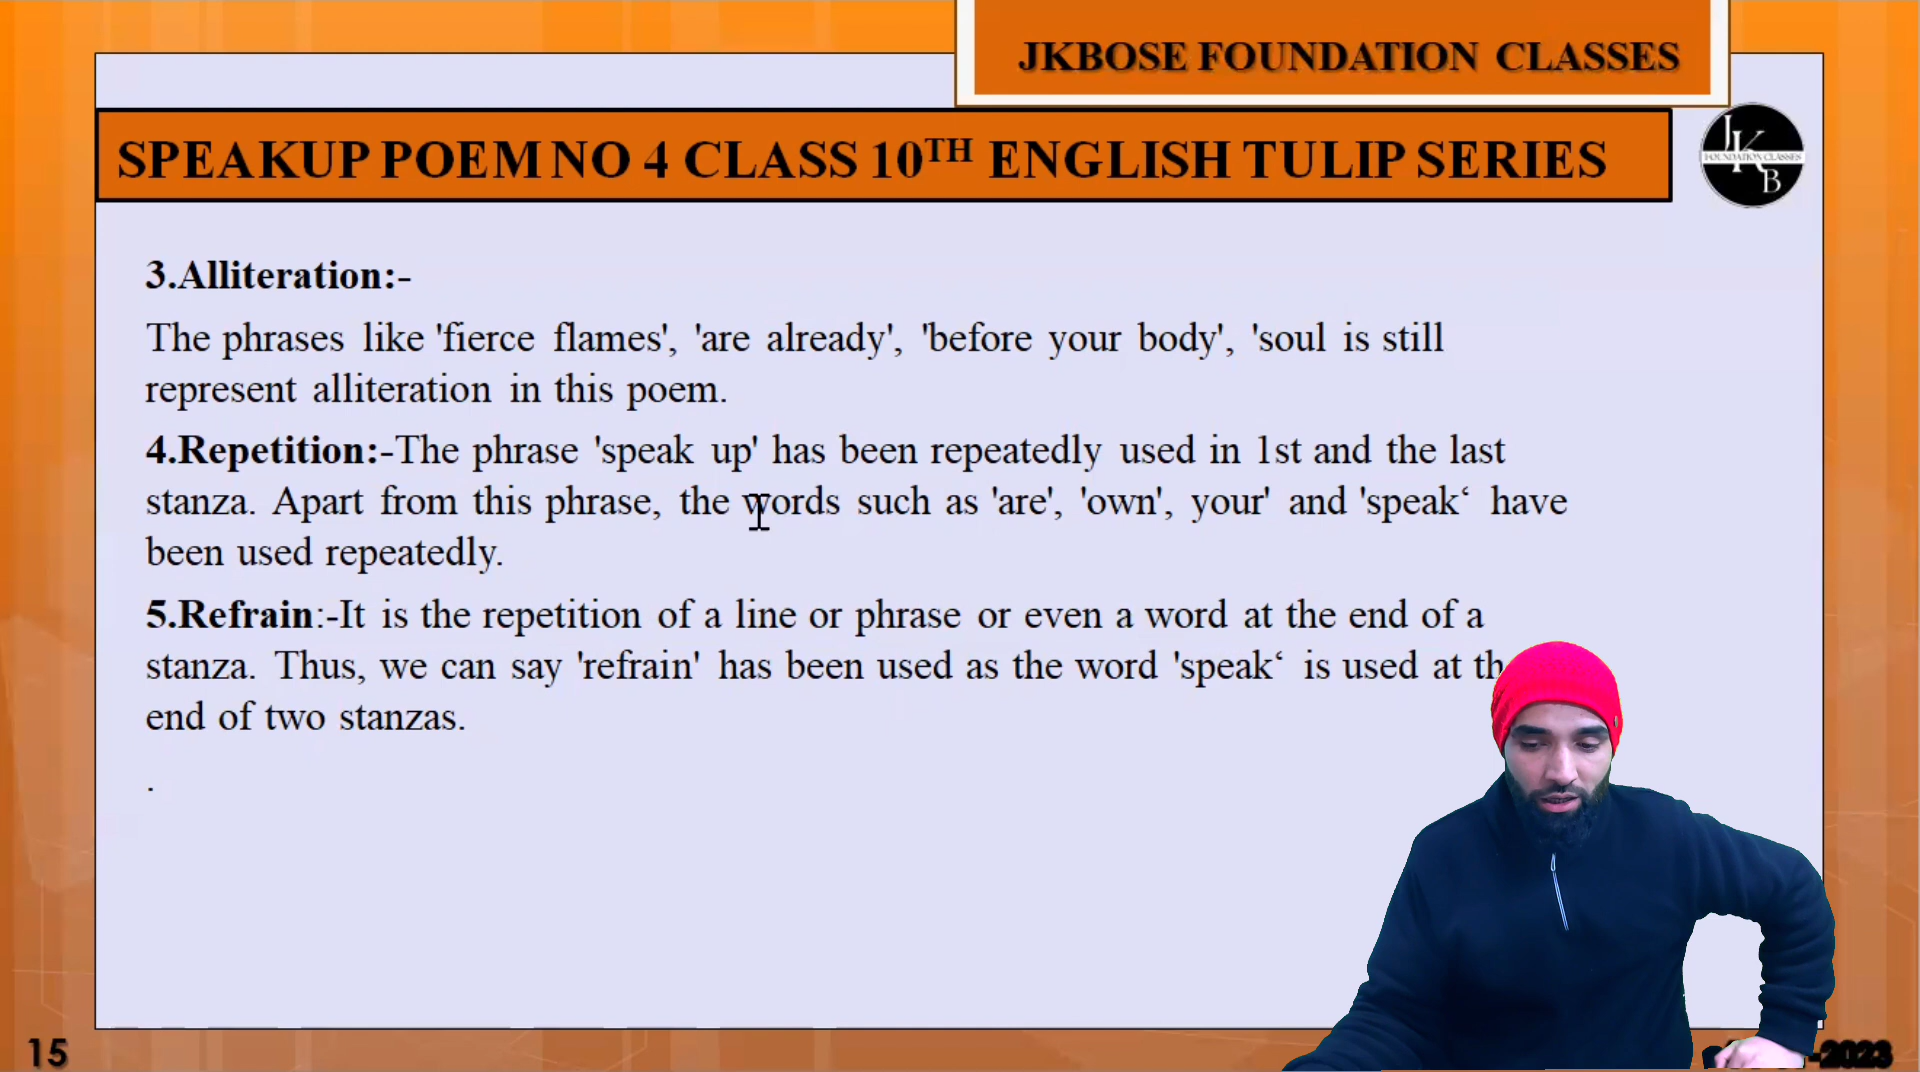 JKBOSE FOUNDATION CLASSES
SPEAKUP POEM NO 4 CLASS 10TH ENGLISH TULIP SERIES
JK
FOUNDATION CLASSES
B
3.Alliteration:-
The phrases like 'fierce flames', 'are already', 'before your body', 'soul is still
represent alliteration in this poem.
4.Repetition:-The phrase 'speak up' has been repeatedly used in 1st and the last
stanza. Apart from this phrase, the words such as 'are', 'own', your' and 'speak‘ have
been used repeatedly.
5.Refrain:-It is the repetition of a line or phrase or even a word at the end of a
stanza. Thus, we can say 'refrain' has been used as the word 'speak‘ is used at th
end of two stanzas.
.
15
-2023